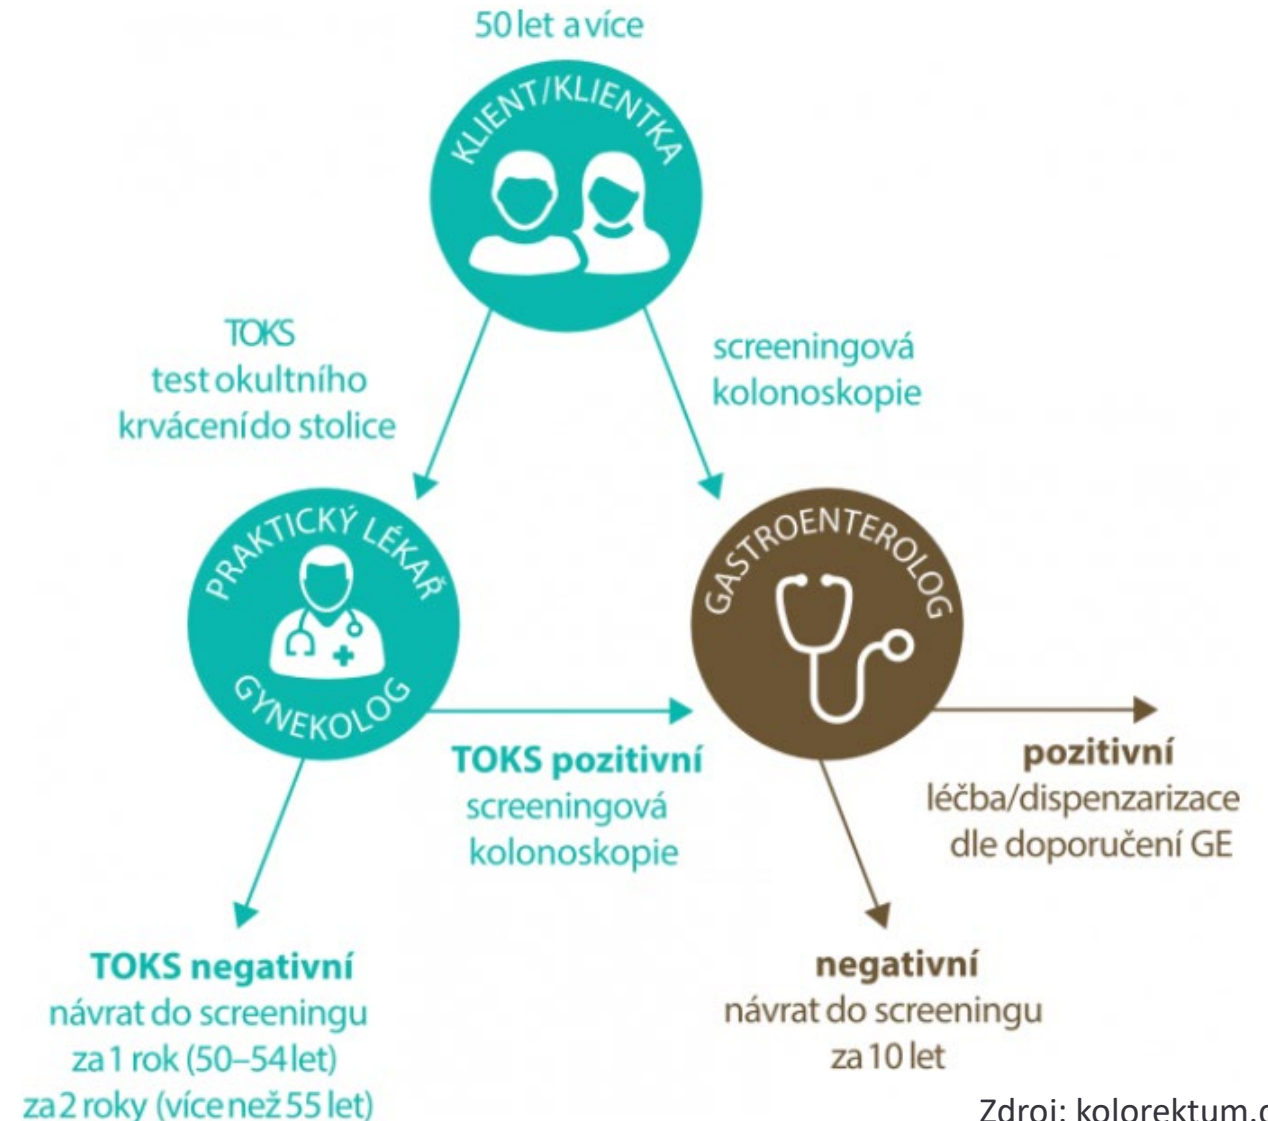 50 let a více
KLIENT/KLIENTKA
TOKS
test okultního
krvácení do stolice
screeningová
kolonoskopie
PRAKTICKÝ LÉKAŘ
GYNEKOLOG
GASTROENTEROLOG
TOKS pozitivní
screeningová
kolonoskopie
pozitivní
léčba/dispenzarizace
dle doporučení GE
TOKS negativní
návrat do screeningu
za 1 rok (50–54 let)
za 2 roky (více než 55 let)
negativní
návrat do screeningu
za 10 let
Zdroj: kolorektum.c